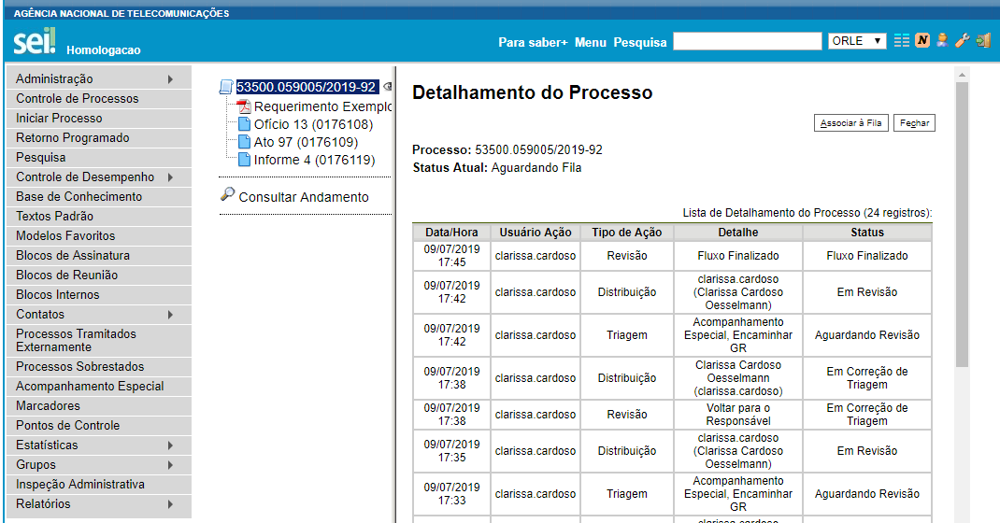 AGÊNCIA NACIONAL DE TELECOMUNICAÇÕES
sei!
Homologacao
Para saber+ Menu Pesquisa
ORLE
N
Administração
Controle de Processos
Iniciar Processo
Retorno Programado
Pesquisa
Controle de Desempenho
Base de Conhecimento
Textos Padrão
Modelos Favoritos
Blocos de Assinatura
Blocos de Reunião
Blocos Internos
Contatos
Processos Tramitados
Externamente
Processos Sobrestados
Acompanhamento Especial
Marcadores
Pontos de Controle
Estatísticas
Grupos
Inspeção Administrativa
Relatórios
53500.059005/2019-92
Requerimento Exemplo
Ofício 13 (0176108)
Ato 97 (0176109)
Informe 4 (0176119)
Consultar Andamento
Detalhamento do Processo
Associar à Fila Fechar
Processo: 53500.059005/2019-92
Status Atual: Aguardando Fila
Lista de Detalhamento do Processo (24 registros):
Data/Hora Usuário Ação Tipo de Ação Detalhe Status
09/07/2019
17:45
clarissa.cardoso
Revisão
Fluxo Finalizado
Fluxo Finalizado
09/07/2019
17:42
clarissa.cardoso
Distribuição
clarissa.cardoso
(Clarissa Cardoso
Oesselmann)
Em Revisão
09/07/2019
17:42
clarissa.cardoso
Triagem
Acompanhamento
Especial, Encaminhar
GR
Aguardando Revisão
09/07/2019
17:38
clarissa.cardoso
Distribuição
Clarissa Cardoso
Oesselmann
(clarissa.cardoso)
Em Correção de
Triagem
09/07/2019
17:38
clarissa.cardoso
Revisão
Voltar para o
Responsável
Em Correção de
Triagem
09/07/2019
17:35
clarissa.cardoso
Distribuição
clarissa.cardoso
(Clarissa Cardoso
Oesselmann)
Em Revisão
09/07/2019
17:33
clarissa.cardoso
Triagem
Acompanhamento
Especial, Encaminhar
GR
Aguardando Revisão
clarissa.cardoso